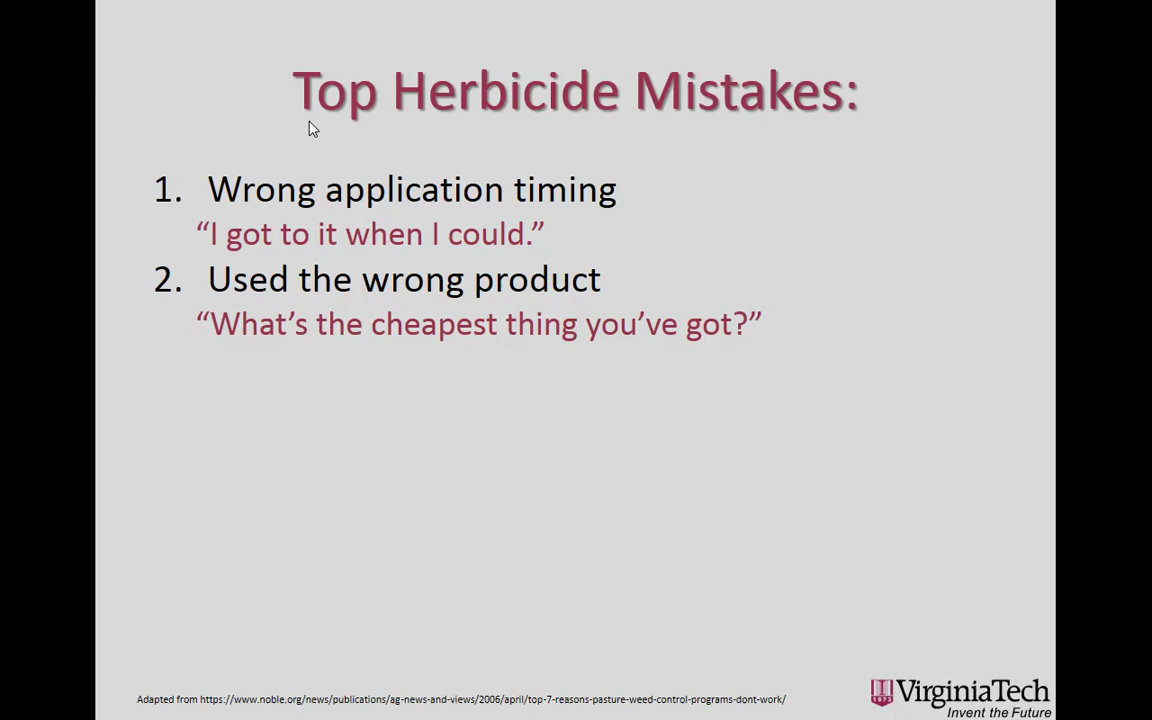 Top Herbicide Mistakes:
1. Wrong application timing
“I got to it when I could.”
2. Used the wrong product
“What’s the cheapest thing you’ve got?”
Adapted from https://www.noble.org/news/publications/ag-news-and-views/2006/april/top-7-reasons-pasture-weed-control-programs-dont-work/
1872
VirginiaTech
Invent the Future